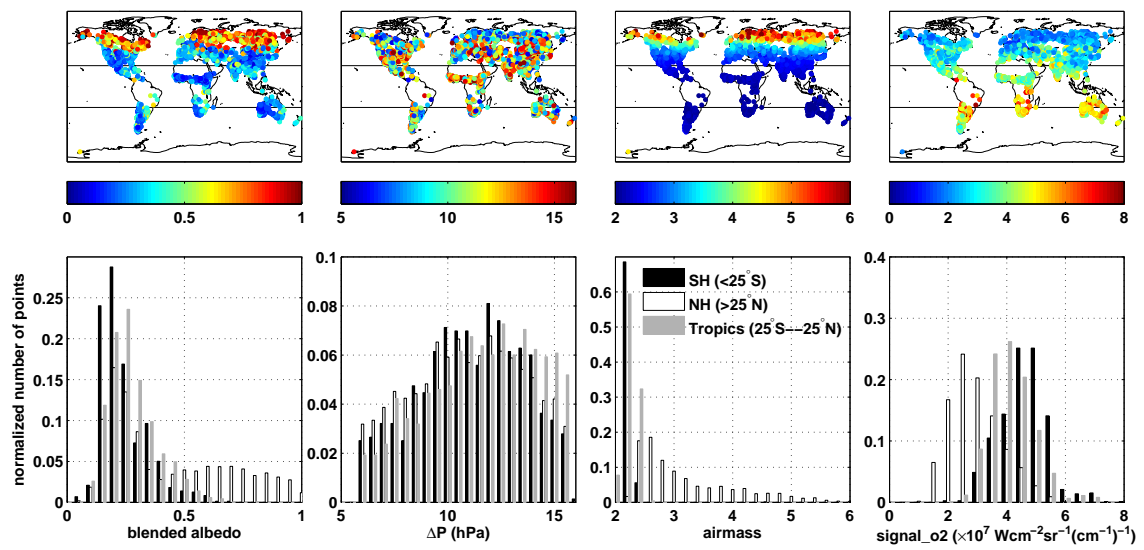 0 0.5 1
5 10 15
2 3 4 5 6
0 2 4 6 8
normalized number of points
0.25
0.2
0.15
0.1
0.05
0
0 0.5 1
blended albedo
0.1
0.08
0.06
0.04
0.02
0
5 10 15
ΔP (hPa)
0.6
0.5
0.4
0.3
0.2
0.1
0
2 3 4 5 6
airmass
SH (<25°S)
NH (>25°N)
Tropics (25°S−−25°N)
0.4
0.3
0.2
0.1
0.0
0 2 4 6 8
signal_o2 (×10⁷ Wcm⁻²sr⁻¹(cm⁻¹)⁻¹)